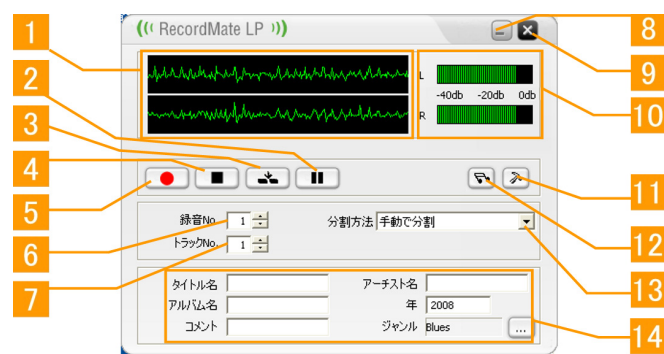 ((( RecordMate LP )))
1
2
3
4
5
6
7
8
9
10
11
12
13
14
L
-40db -20db 0db
R
録音No. 1
分割方法 手動で分割
トラックNo. 1
タイトル名
アーチスト名
アルバム名
年 2008
コメント
ジャンル Blues ...